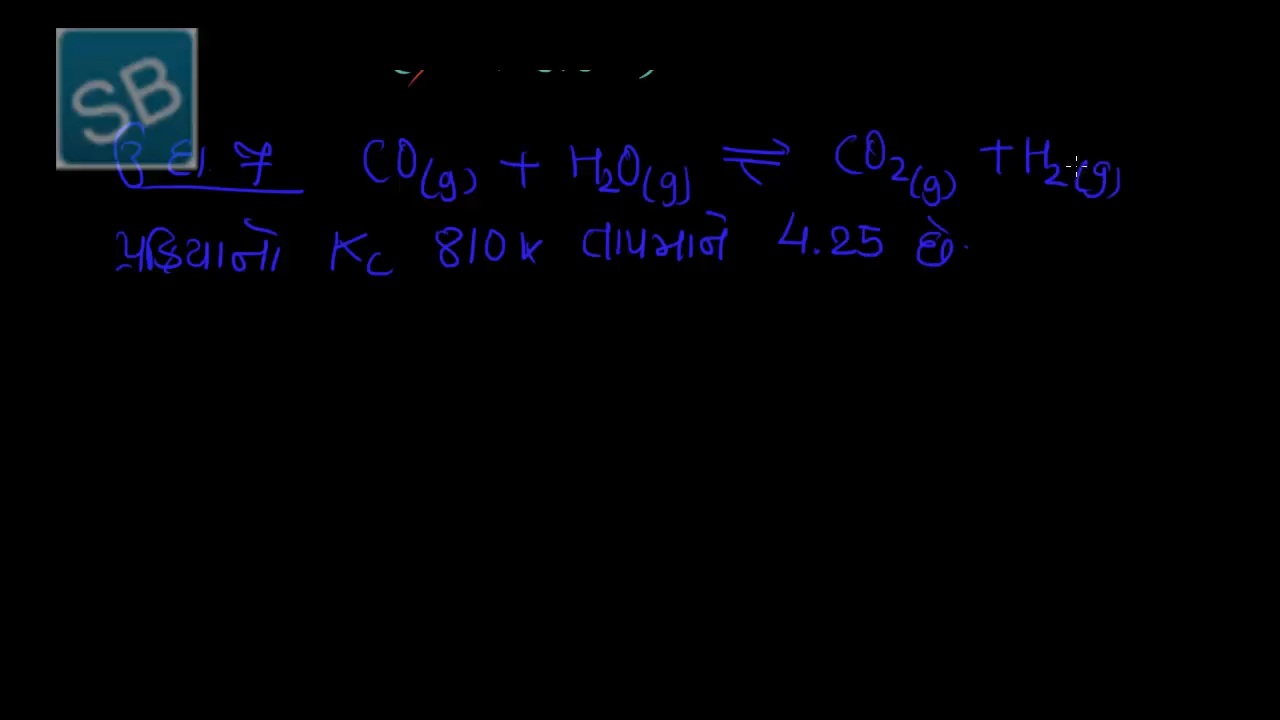 SB
ઉદા. 7 CO(g) + H2O(g) ⇌ CO2(g) + H2(g)
પ્રક્રિયાનો Kc 810K તાપમાને 4.25 છે.